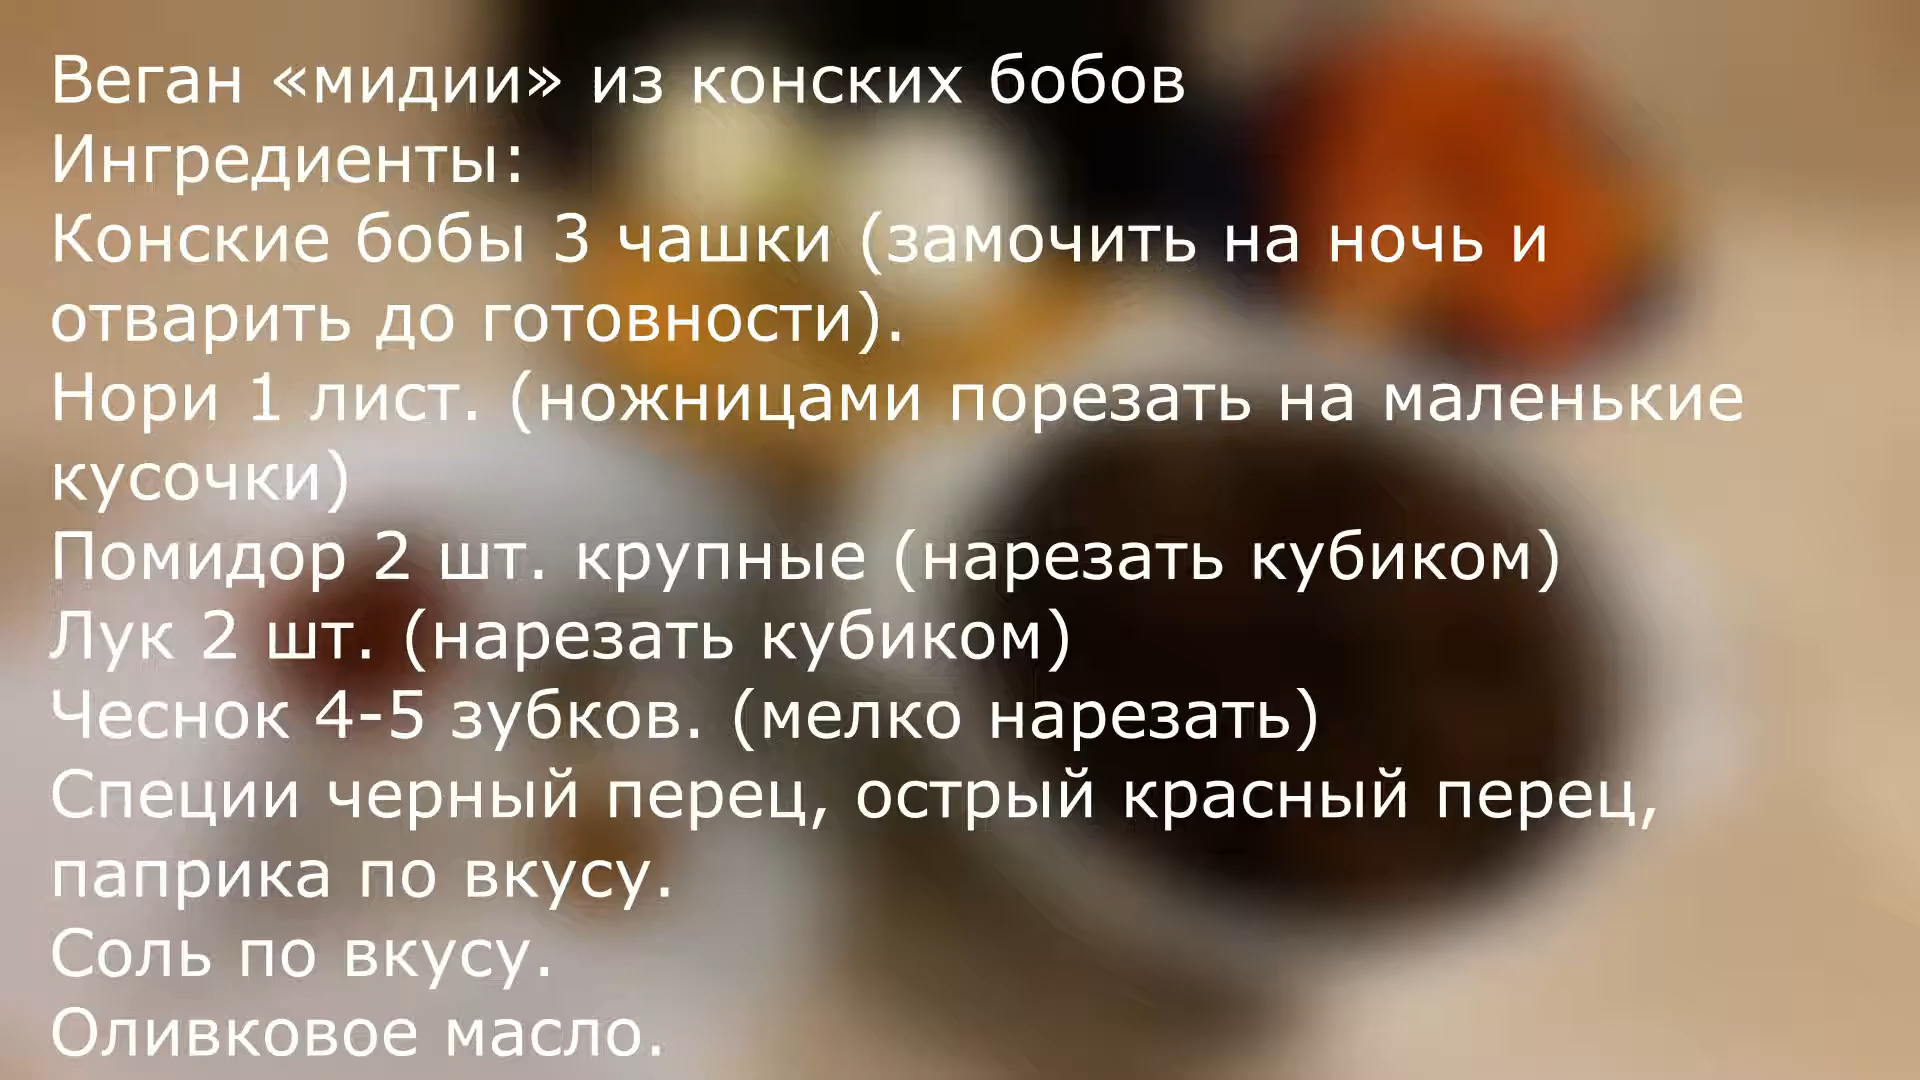 Веган «мидии» из конских бобов
Ингредиенты:
Конские бобы 3 чашки (замочить на ночь и
отварить до готовности).
Нори 1 лист. (ножницами порезать на маленькие
кусочки)
Помидор 2 шт. крупные (нарезать кубиком)
Лук 2 шт. (нарезать кубиком)
Чеснок 4-5 зубков. (мелко нарезать)
Специи черный перец, острый красный перец,
паприка по вкусу.
Соль по вкусу.
Оливковое масло.